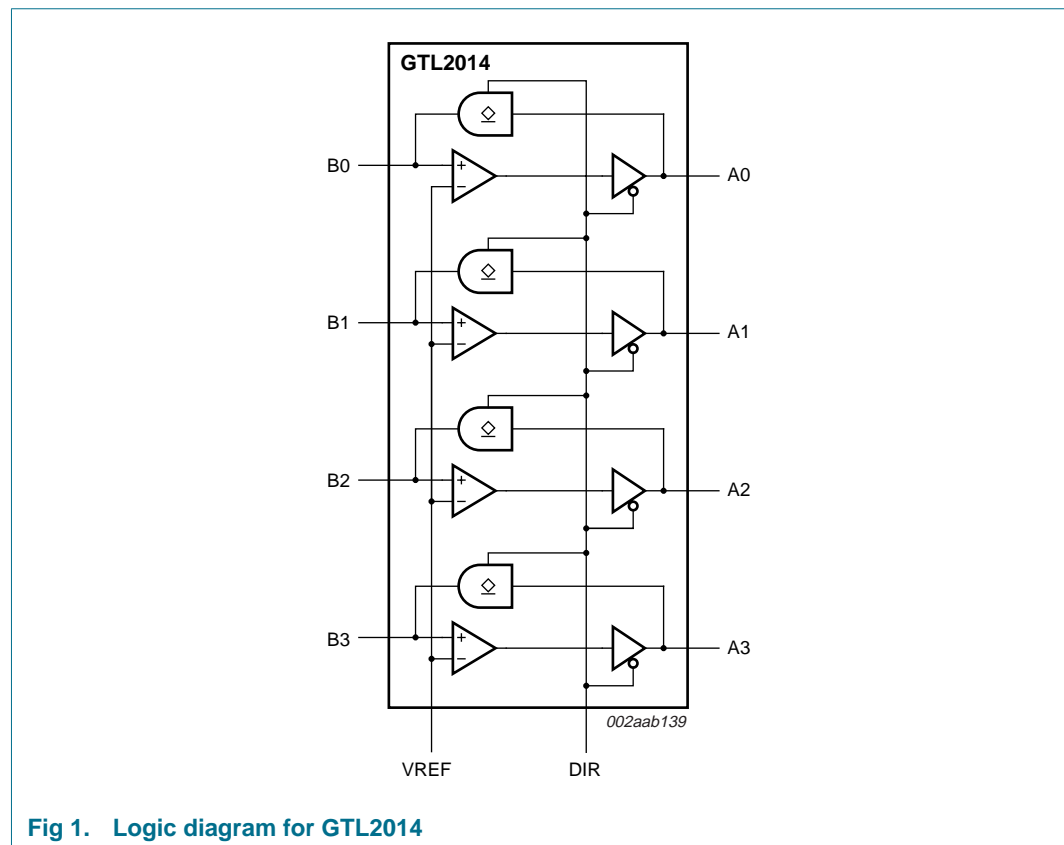 GTL2014
B0
+
−
A0
B1
+
−
A1
B2
+
−
A2
B3
+
−
A3
002aab139
VREF DIR
Fig 1. Logic diagram for GTL2014